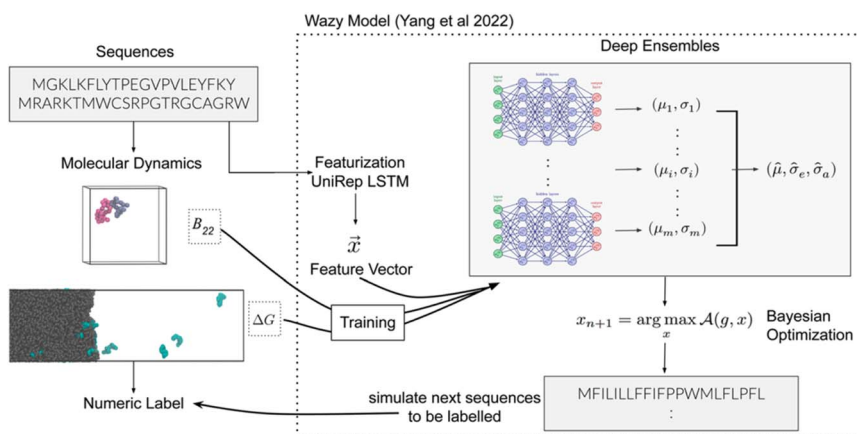 Wazy Model (Yang et al 2022)
Sequences
MGKLKFLYTPEGVPVLEYFKY
MRARKTMWCSRPGTRGCAGRW
Molecular Dynamics
B₂₂
ΔG
Numeric Label
Featurization
UniRep LSTM
x⃗
Feature Vector
Training
Deep Ensembles
(μ₁, σ₁)
(μᵢ, σᵢ)
(μₘ, σₘ)
(μ̂, σ̂ₑ, σ̂ₐ)
xₙ₊₁ = arg max A(g, x)
x
Bayesian
Optimization
simulate next sequences
to be labelled
MFILILLFFIFPPWMLFLPFL
: